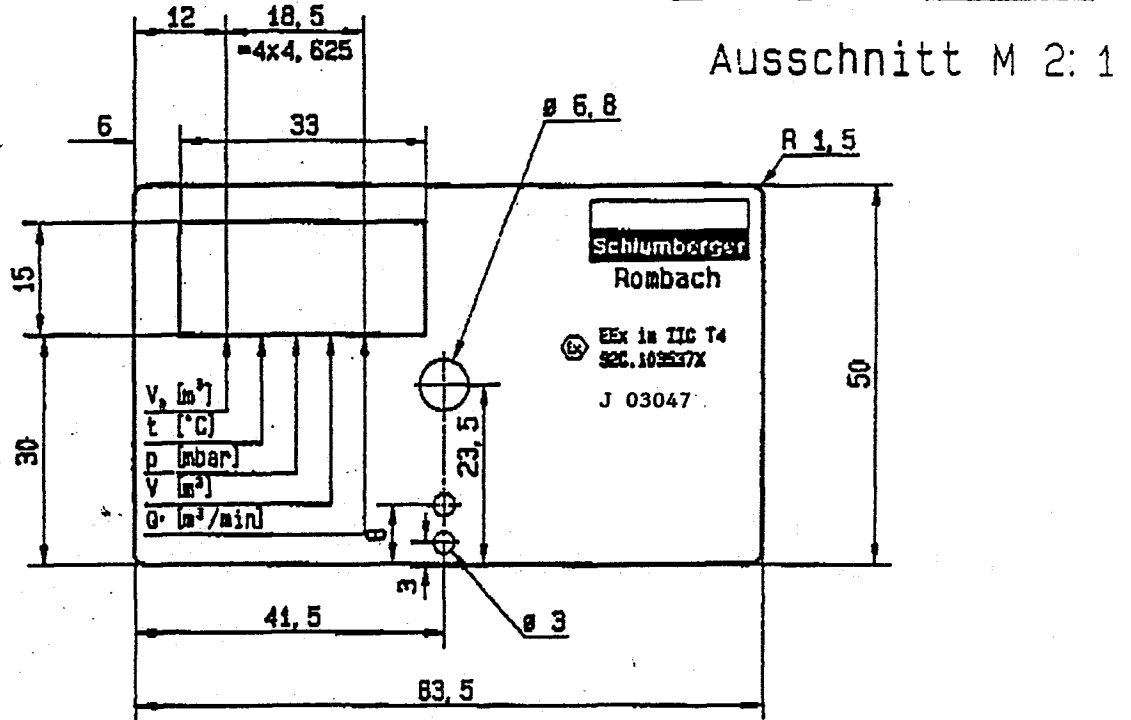 12
18,5
=4x4,625
Ausschnitt M 2:1
ø 6,8
6
33
R 1,5
Schlumberger
Rombach
15
EEx ia IIC T4
J 03047
50
[m³]
t [°C]
p [mbar]
V [m³]
[m³/min]
30
23,5
8
3
41,5
ø 3
83,5